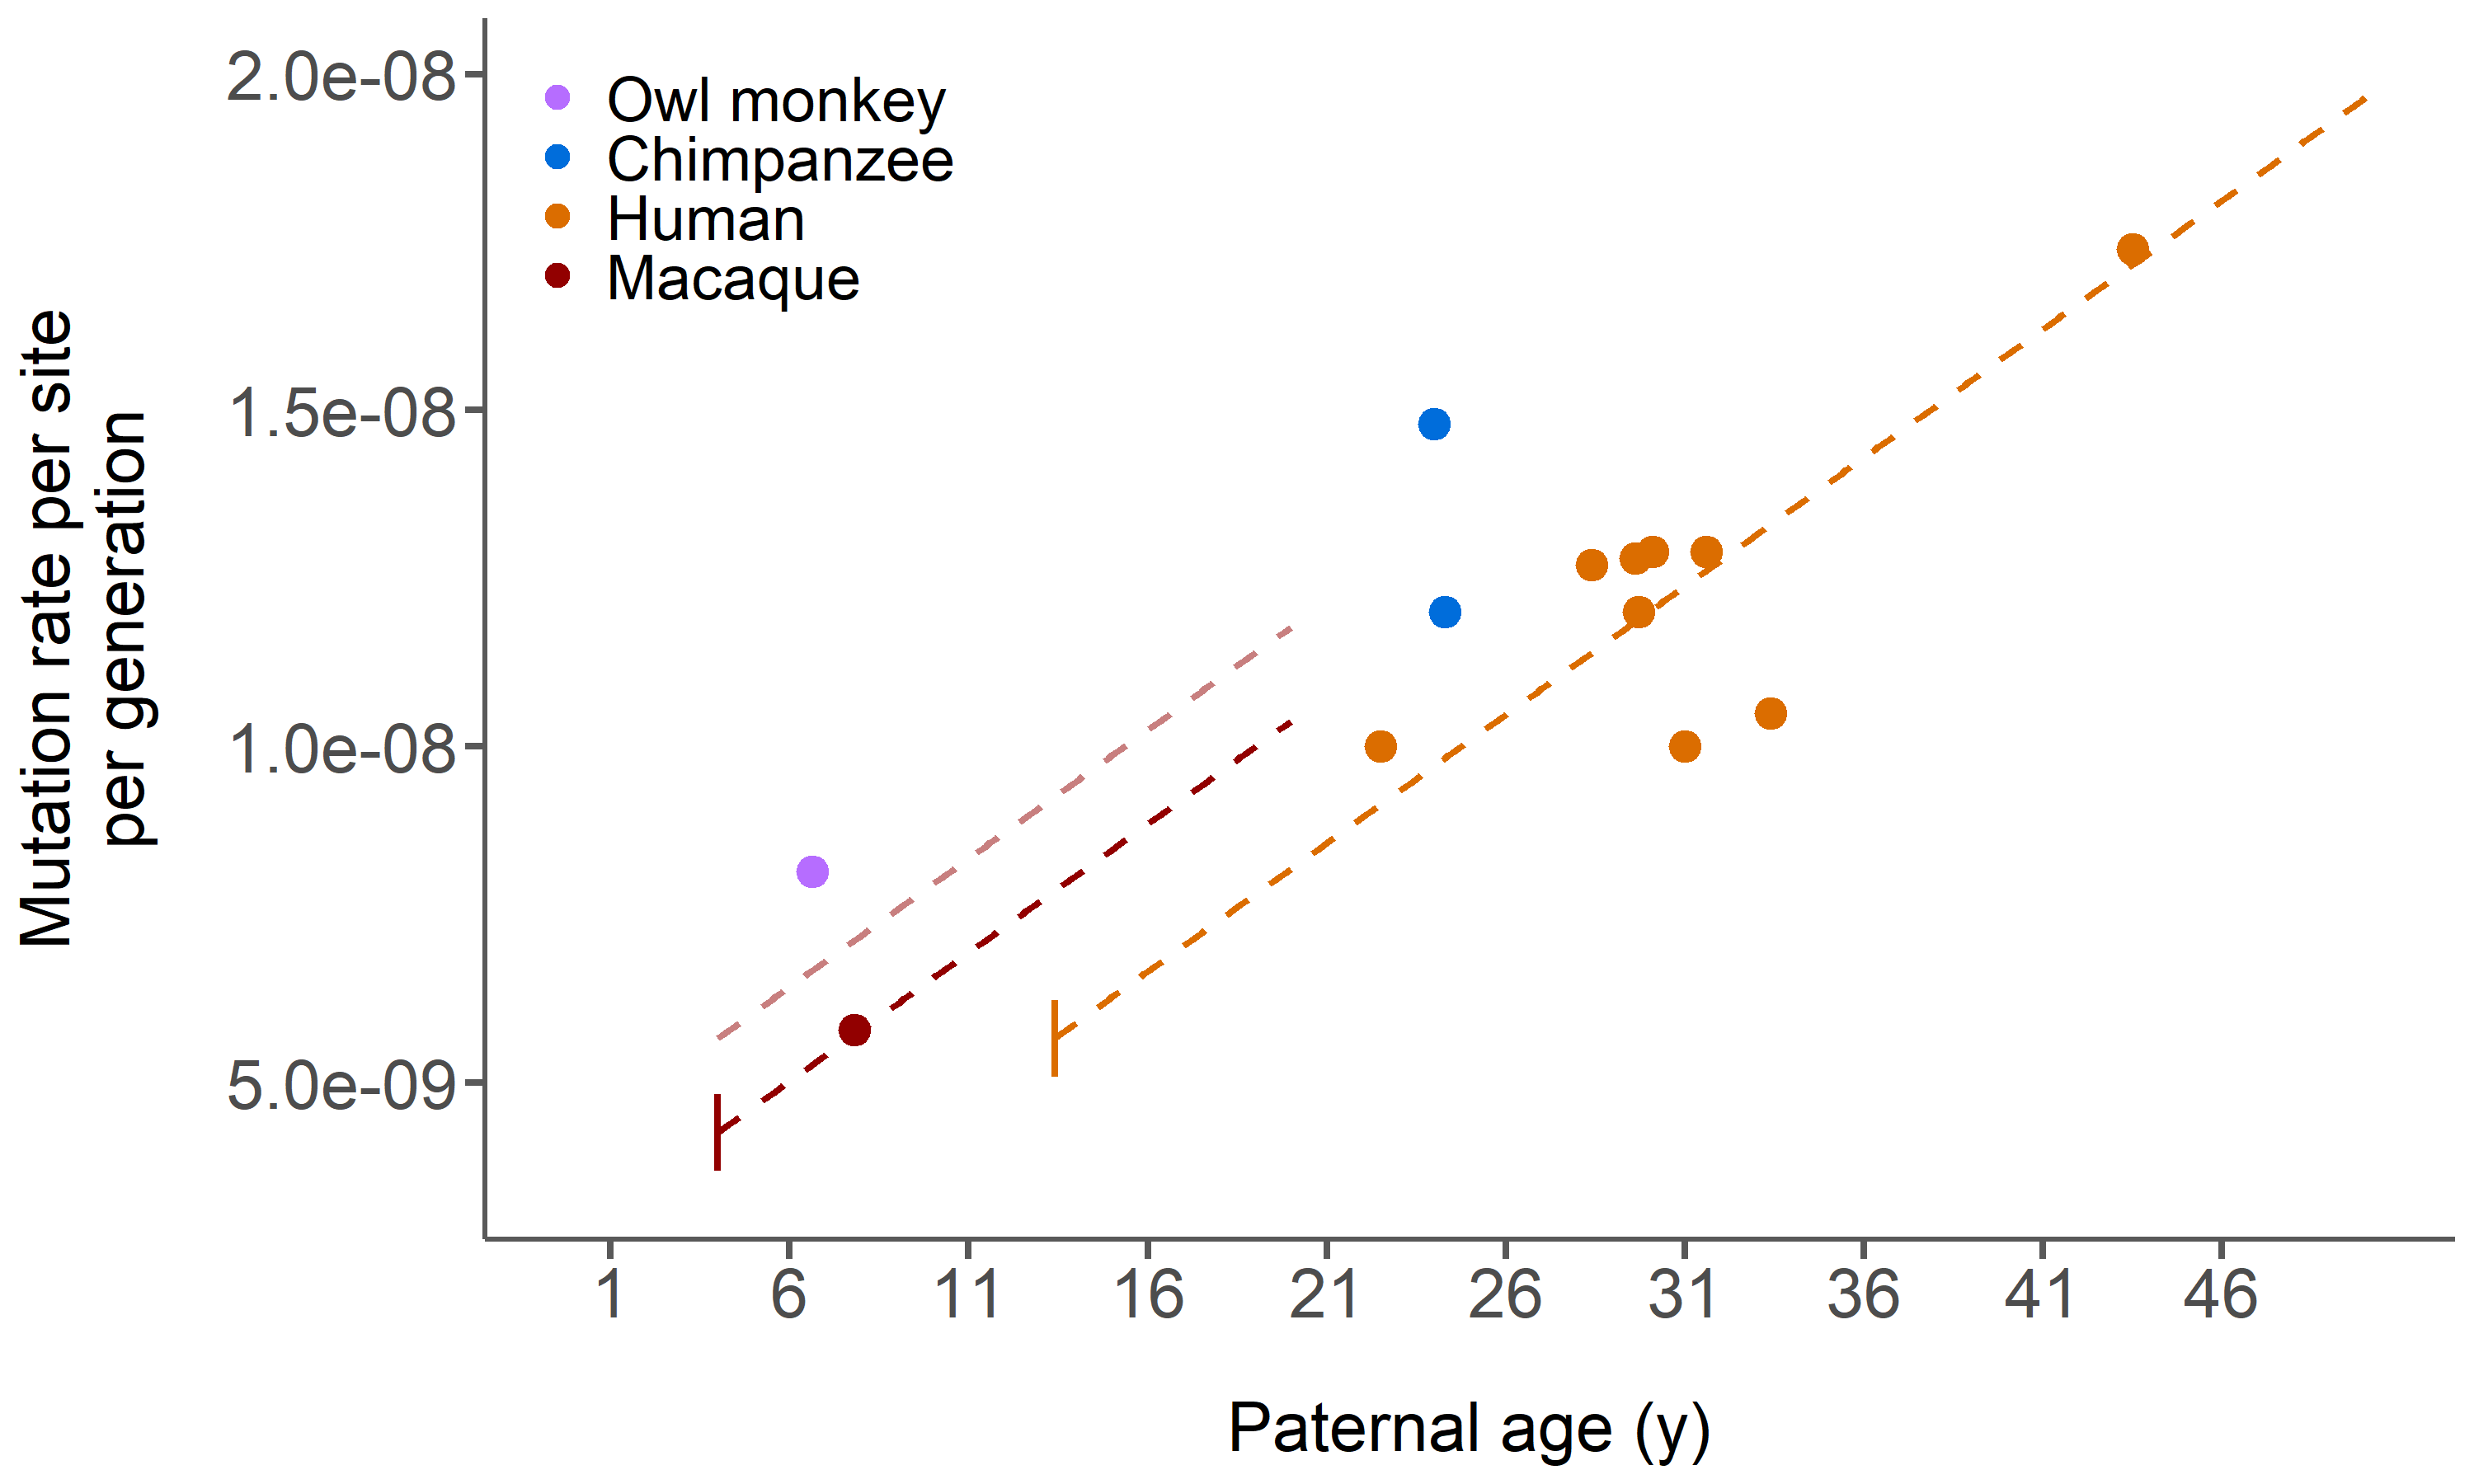 2.0e-08
1.5e-08
1.0e-08
5.0e-09
Mutation rate per site
per generation
Owl monkey
Chimpanzee
Human
Macaque
1 6 11 16 21 26 31 36 41 46
Paternal age (y)